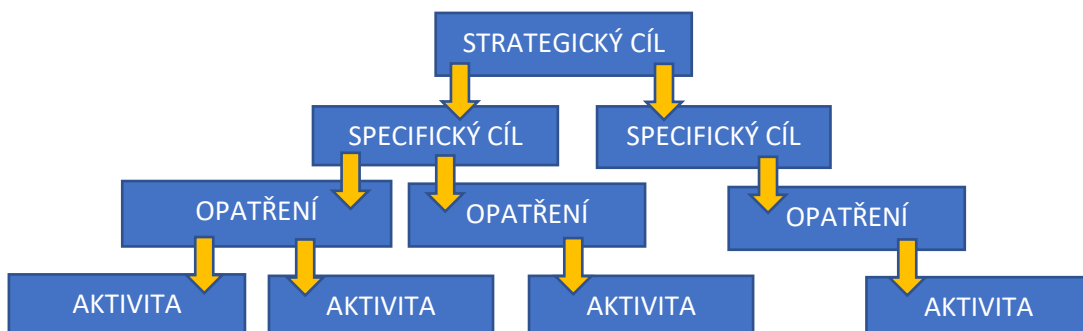 STRATEGICKÝ CÍL
SPECIFICKÝ CÍL
SPECIFICKÝ CÍL
OPATŘENÍ
OPATŘENÍ
OPATŘENÍ
AKTIVITA
AKTIVITA
AKTIVITA
AKTIVITA